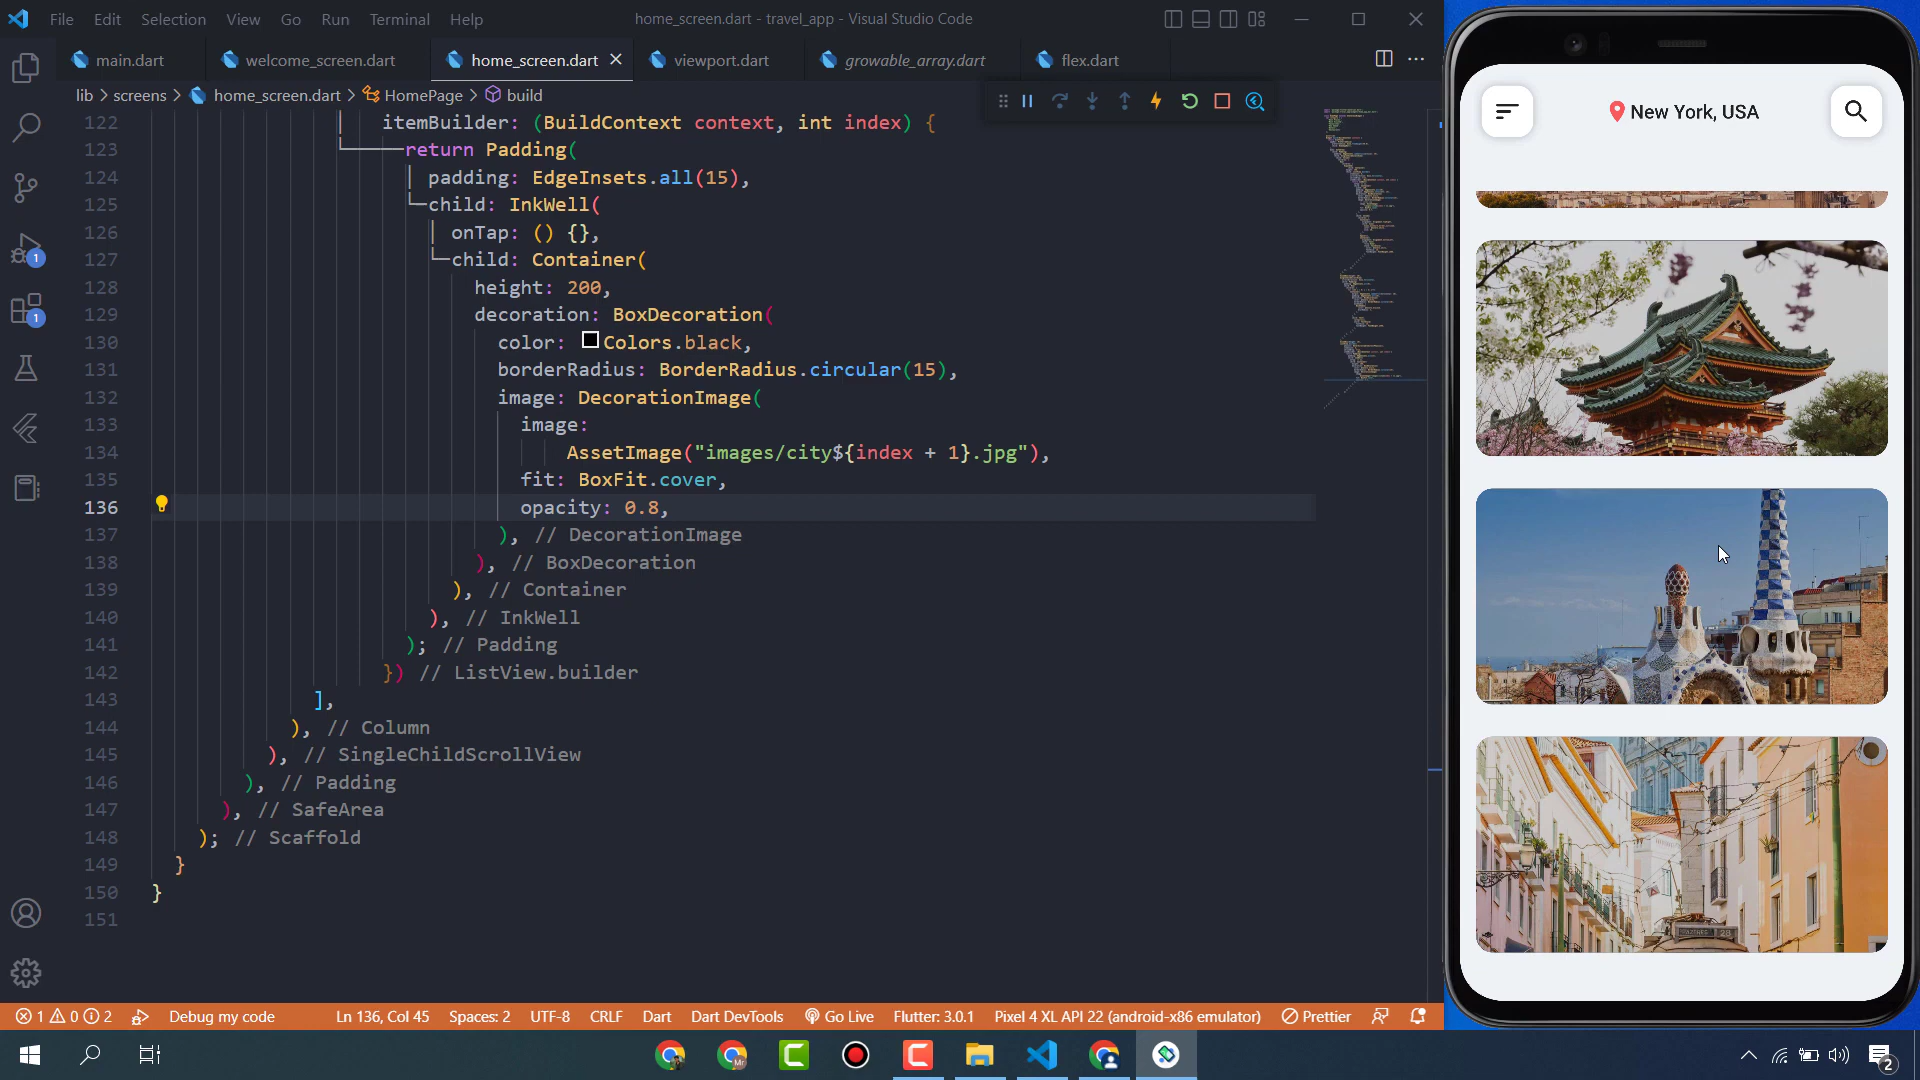 File Edit Selection View Go Run Terminal Help
home_screen.dart - travel_app - Visual Studio Code
main.dart
welcome_screen.dart
home_screen.dart
viewport.dart
growable_array.dart
flex.dart
lib > screens > home_screen.dart > HomePage > build
122 itemBuilder: (BuildContext context, int index) {
123 return Padding(
124 padding: EdgeInsets.all(15),
125 child: InkWell(
126 onTap: () {},
127 child: Container(
128 height: 200,
129 decoration: BoxDecoration(
130 color: Colors.black,
131 borderRadius: BorderRadius.circular(15),
132 image: DecorationImage(
133 image:
134 AssetImage("images/city${index + 1}.jpg"),
135 fit: BoxFit.cover,
136 opacity: 0.8,
137 ), // DecorationImage
138 ), // BoxDecoration
139 ), // Container
140 ), // InkWell
141 ); // Padding
142 }) // ListView.builder
143 ],
144 ), // Column
145 ), // SingleChildScrollView
146 ), // Padding
147 ), // SafeArea
148 ); // Scaffold
149 }
150 }
151
1
1
New York, USA
1 0 2 Debug my code Ln 136, Col 45 Spaces: 2 UTF-8 CRLF Dart Dart DevTools Go Live Flutter: 3.0.1 Pixel 4 XL API 22 (android-x86 emulator) Prettier
2